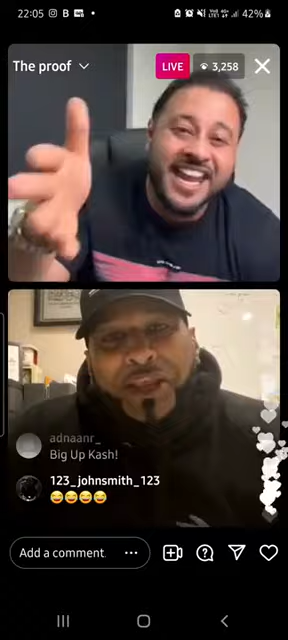 22:05
42%
The proof
LIVE
3,258
adnaanr_
Big Up Kash!
123_johnsmith_123
😂😂😂😂
Add a comment